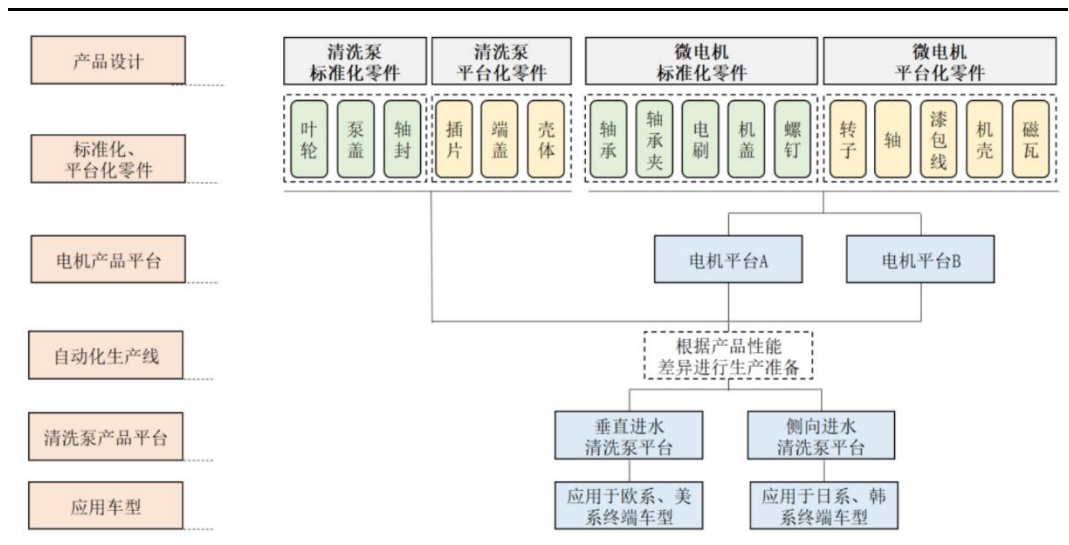 产品设计
清洗泵
标准化零件
清洗泵
平台化零件
微电机
标准化零件
微电机
平台化零件
标准化、
平台化零件
叶轮
泵盖
轴封
插片
端盖
壳体
轴承
轴承夹
电刷
机盖
螺钉
转子
轴
漆包线
机壳
磁瓦
电机产品平台
电机平台A
电机平台B
自动化生产线
根据产品性能
差异进行生产准备
清洗泵产品平台
垂直进水
清洗泵平台
侧向进水
清洗泵平台
应用车型
应用于欧系、美
系终端车型
应用于日系、韩
系终端车型